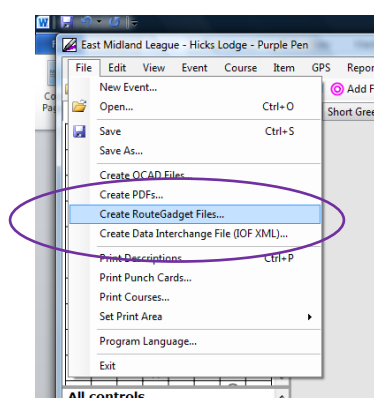 W
East Midland League - Hicks Lodge - Purple Pen
File Edit View Event Course Item GPS Repor
New Event...
Add F
Co
Open... Ctrl+O
Pa
Short Gree
Save Ctrl+S
Save As...
Create OCAD Files...
Create PDFs...
Create RouteGadget Files...
Create Data Interchange File (IOF XML)...
Print Descriptions... Ctrl+P
Print Punch Cards...
Print Courses...
Set Print Area
Program Language...
Exit
All controls